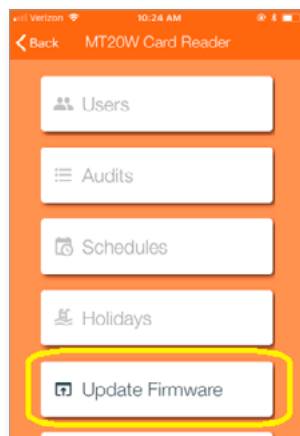 Verizon 10:24 AM
Back MT20W Card Reader
Users
Audits
Schedules
Holidays
Update Firmware